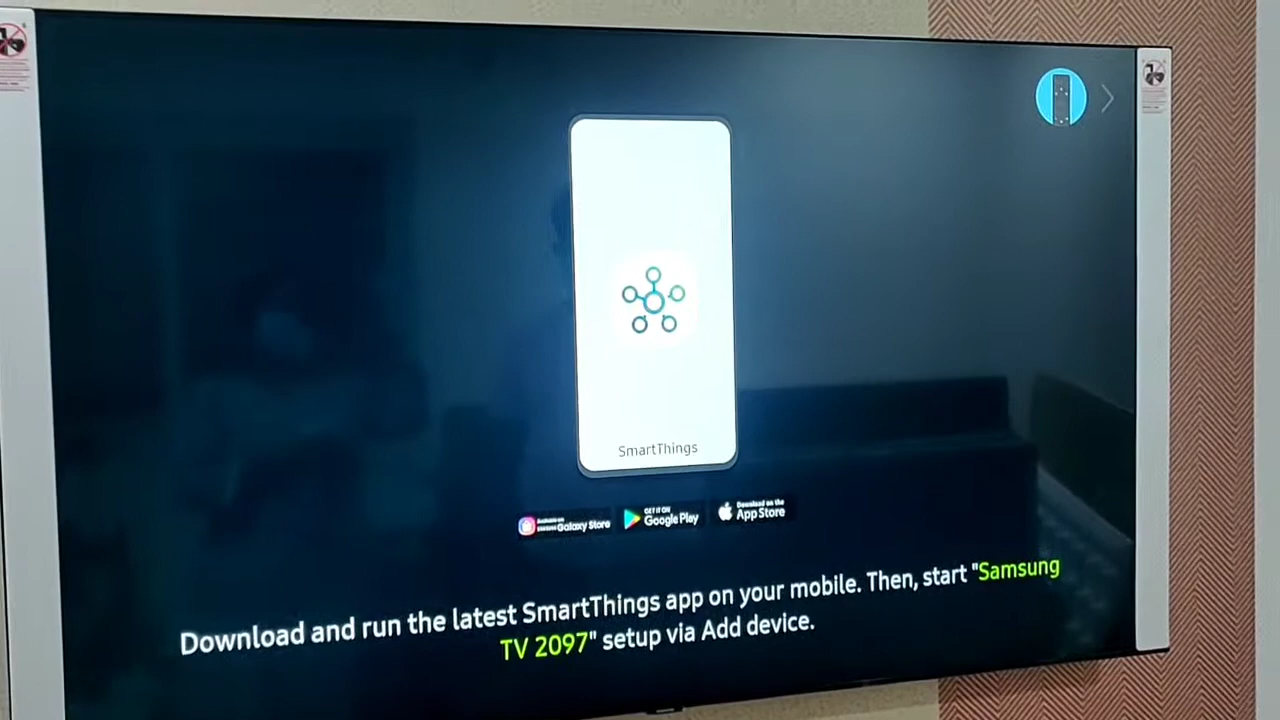 SmartThings
Galaxy Store
GET IT ON
Google Play
Download on the
App Store
Download and run the latest SmartThings app on your mobile. Then, start "Samsung
TV 2097" setup via Add device.